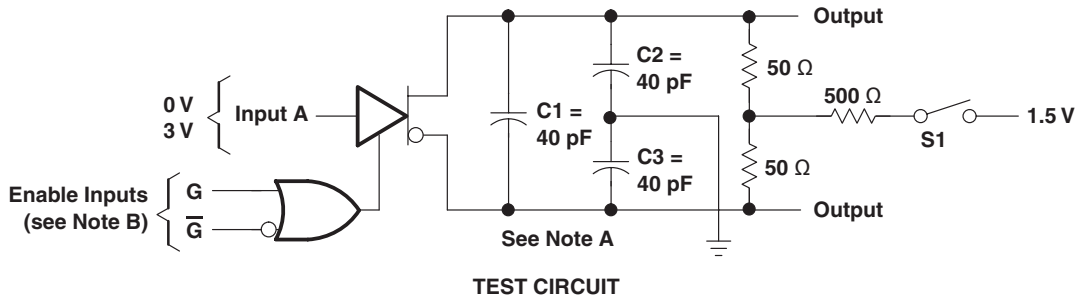 Output
C2 =
40 pF
50 Ω
500 Ω
0 V
3 V
Input A
C1 =
40 pF
1.5 V
S1
C3 =
40 pF
50 Ω
Enable Inputs
(see Note B)
G
G̅
Output
See Note A
TEST CIRCUIT